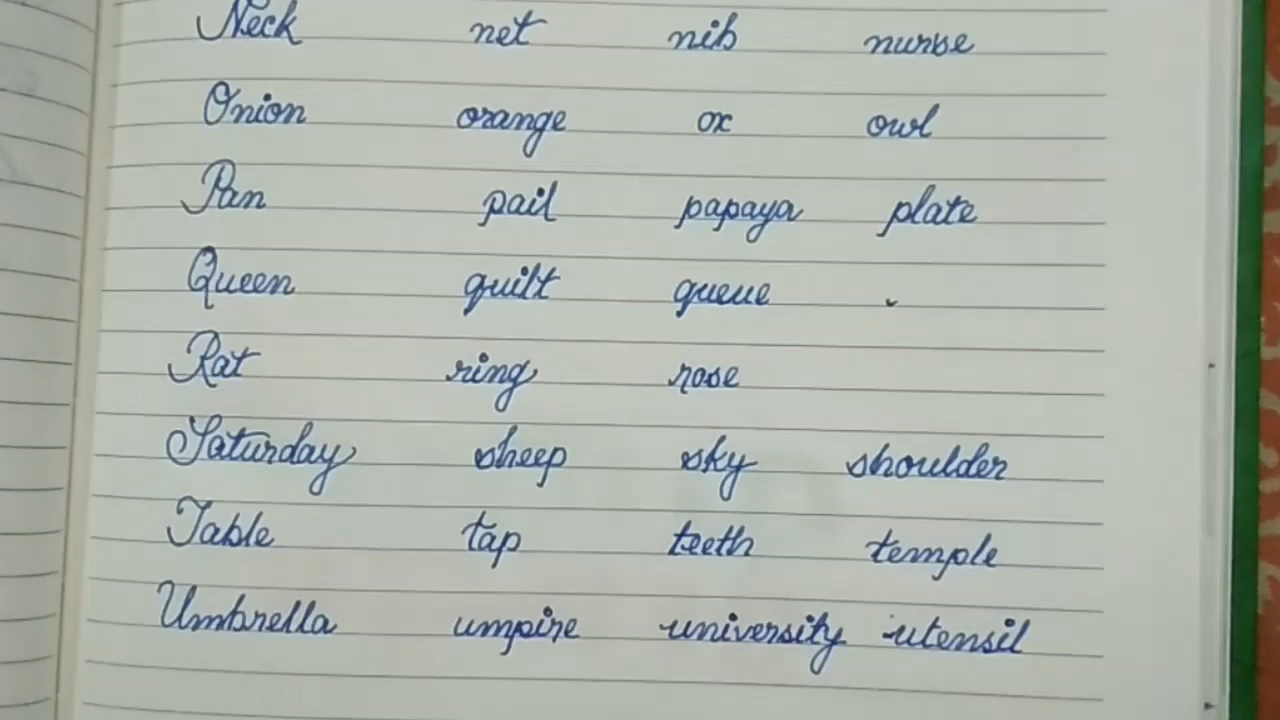 Neck net nib nurse
Onion orange ox owl
Pan pail papaya plate
Queen quilt queue
Rat ring rose
Saturday sheep sky shoulder
Table tap teeth temple
Umbrella umpire university utensil